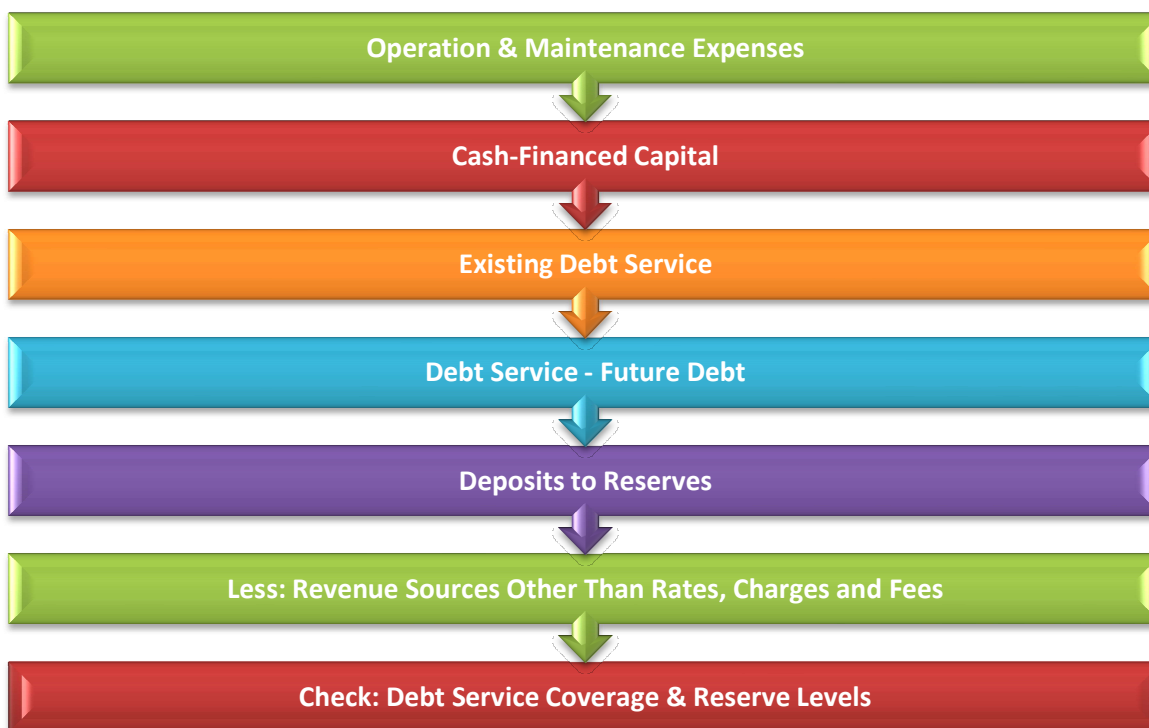 Operation & Maintenance Expenses
Cash-Financed Capital
Existing Debt Service
Debt Service - Future Debt
Deposits to Reserves
Less: Revenue Sources Other Than Rates, Charges and Fees
Check: Debt Service Coverage & Reserve Levels